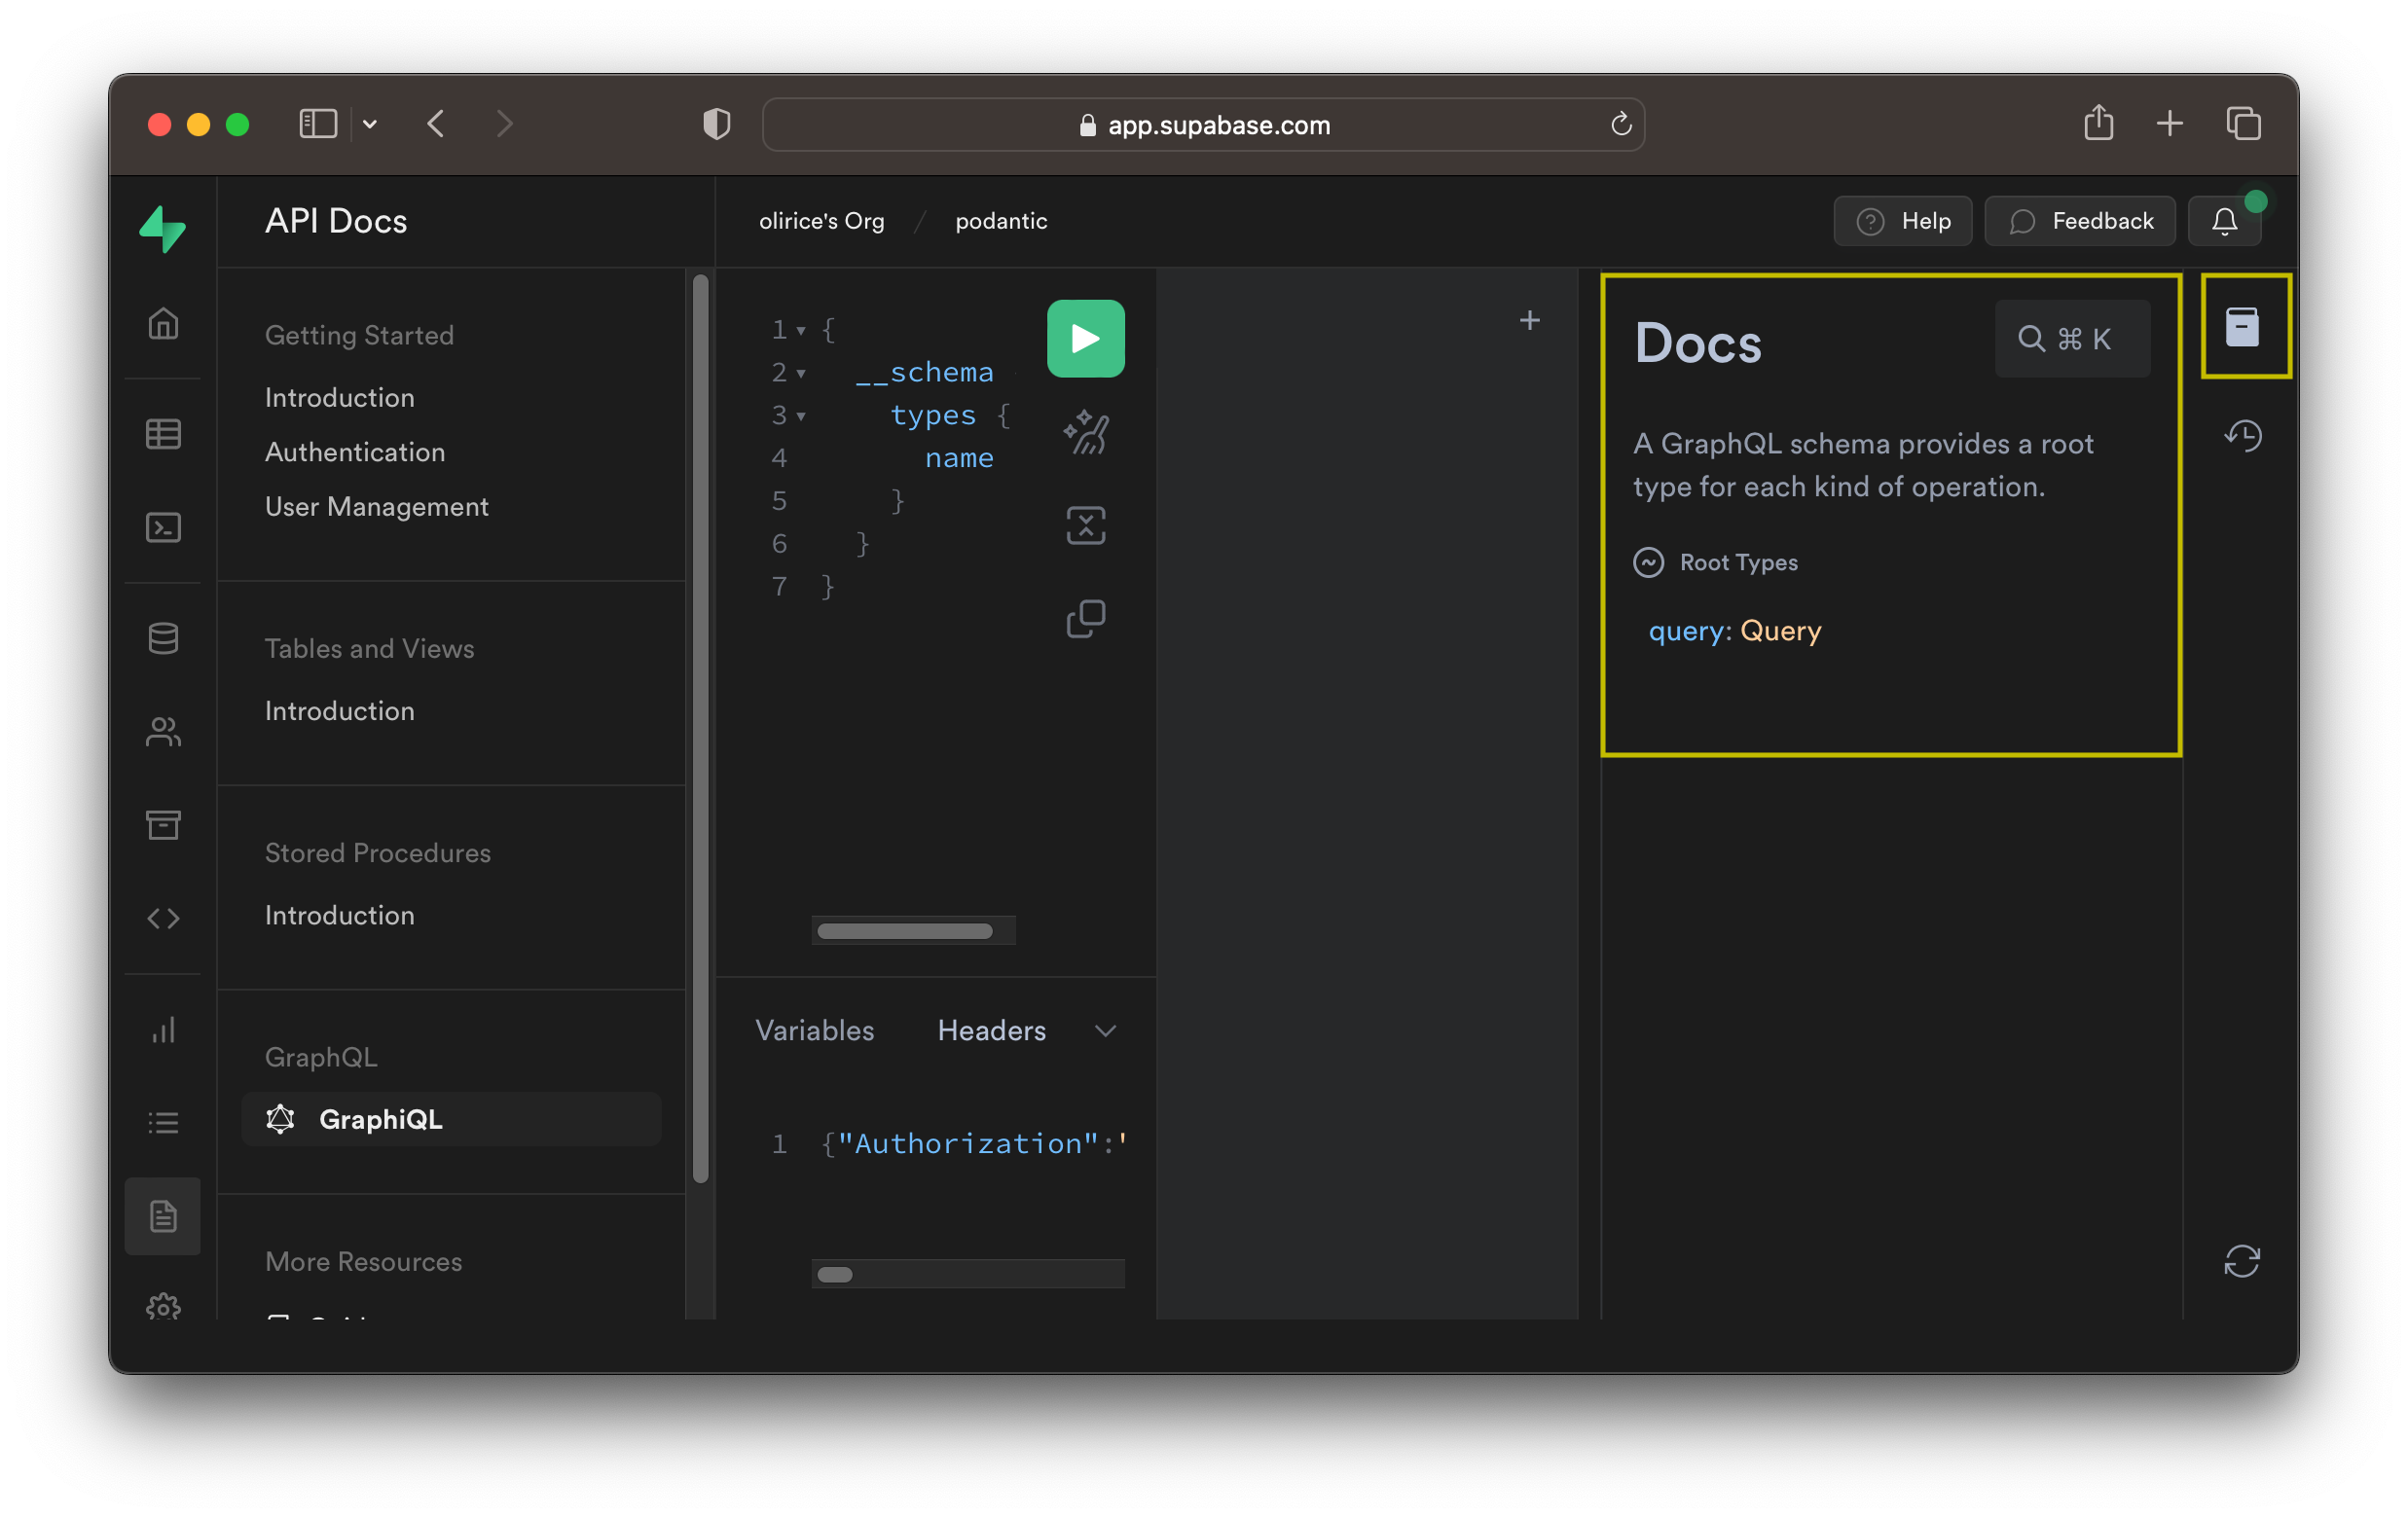 app.supabase.com
API Docs
olirice's Org / podantic
Help
Feedback
Getting Started
Introduction
Authentication
User Management
Tables and Views
Introduction
Stored Procedures
Introduction
GraphQL
GraphiQL
More Resources
1 {
2 __schema
3 types {
4 name
5 }
6 }
7 }
Variables
Headers
1 {"Authorization":'
Docs
⌘ K
A GraphQL schema provides a root
type for each kind of operation.
Root Types
query: Query